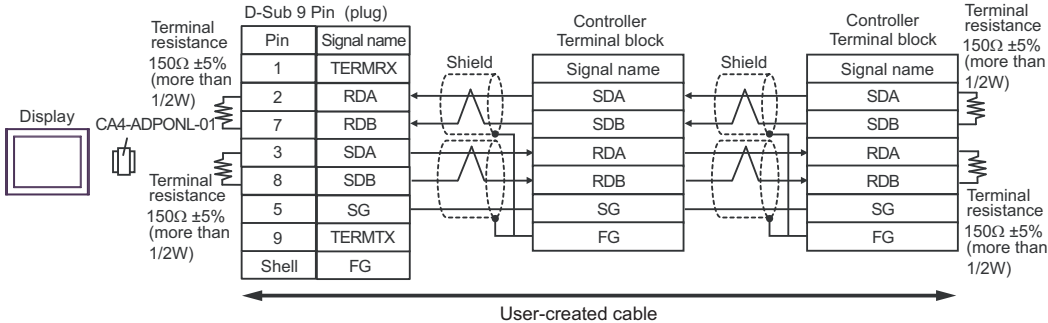 D-Sub 9 Pin (plug)
Terminal
resistance
150Ω ±5%
(more than
1/2W)
Pin Signal name
1 TERMRX
2 RDA
7 RDB
3 SDA
8 SDB
5 SG
9 TERMTX
Shell FG
Display
CA4-ADPONL-01
Terminal
resistance
150Ω ±5%
(more than
1/2W)
Shield
Controller
Terminal block
Signal name
SDA
SDB
RDA
RDB
SG
FG
Shield
Controller
Terminal block
Signal name
SDA
SDB
RDA
RDB
SG
FG
Terminal
resistance
150Ω ±5%
(more than
1/2W)
Terminal
resistance
150Ω ±5%
(more than
1/2W)
User-created cable